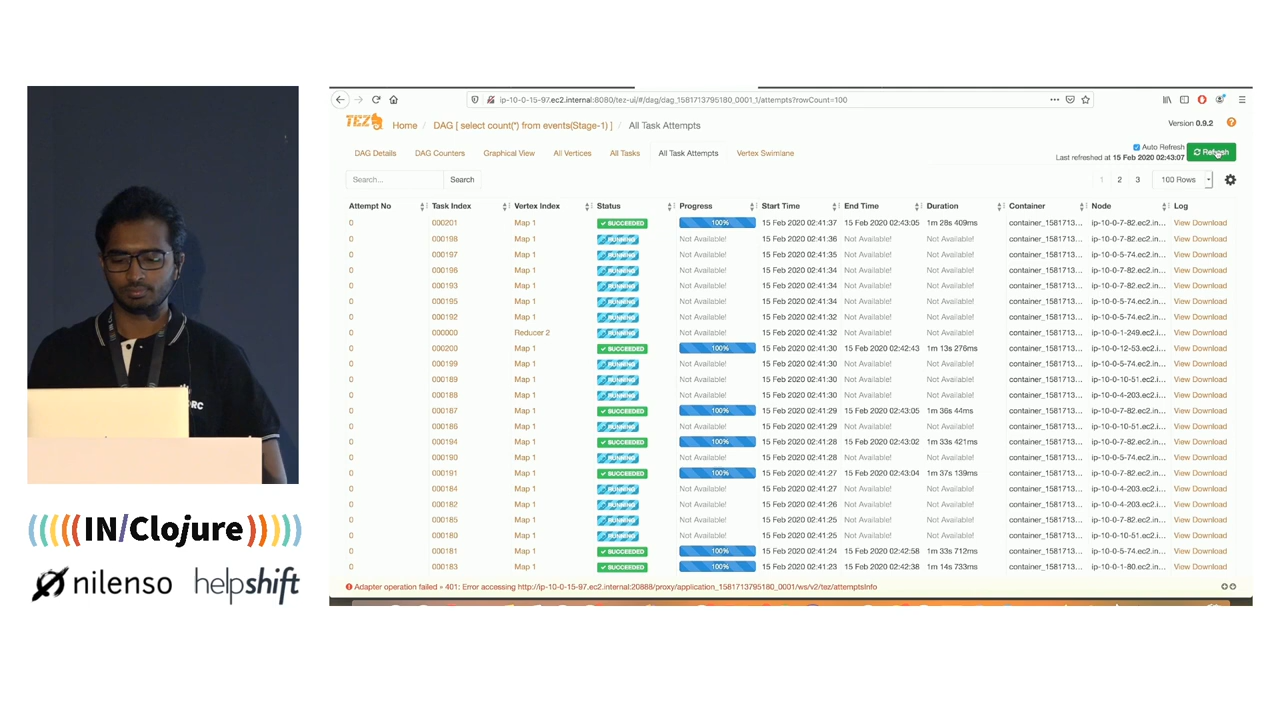 ip-10-0-15-97.ec2.internal:8080/tez-ui/#/dag/dag_1581713795180_0001_1/attempts?rowCount=100
TEZ Home / DAG [ select count(*) from events(Stage-1) ] / All Task Attempts Version 0.9.2
DAG Details DAG Counters Graphical View All Vertices All Tasks All Task Attempts Vertex Swimlane
Auto Refresh
Last refreshed at 15 Feb 2020 02:43:07 Refresh
Search... Search 1 2 3 100 Rows
Attempt No Task Index Vertex Index Status Progress Start Time End Time Duration Container Node Log
0 000201 Map 1 SUCCEEDED 100% 15 Feb 2020 02:41:37 15 Feb 2020 02:43:05 1m 28s 409ms container_1581713... ip-10-0-7-82.ec2.in... View Download
0 000198 Map 1 RUNNING Not Available! 15 Feb 2020 02:41:36 Not Available! Not Available! container_1581713... ip-10-0-7-82.ec2.in... View Download
0 000197 Map 1 RUNNING Not Available! 15 Feb 2020 02:41:35 Not Available! Not Available! container_1581713... ip-10-0-5-74.ec2.in... View Download
0 000196 Map 1 RUNNING Not Available! 15 Feb 2020 02:41:34 Not Available! Not Available! container_1581713... ip-10-0-7-82.ec2.in... View Download
0 000193 Map 1 RUNNING Not Available! 15 Feb 2020 02:41:34 Not Available! Not Available! container_1581713... ip-10-0-7-82.ec2.in... View Download
0 000195 Map 1 RUNNING Not Available! 15 Feb 2020 02:41:34 Not Available! Not Available! container_1581713... ip-10-0-5-74.ec2.in... View Download
0 000192 Map 1 RUNNING Not Available! 15 Feb 2020 02:41:32 Not Available! Not Available! container_1581713... ip-10-0-5-74.ec2.in... View Download
0 000000 Reducer 2 RUNNING Not Available! 15 Feb 2020 02:41:32 Not Available! Not Available! container_1581713... ip-10-0-1-249.ec2.i... View Download
0 000200 Map 1 SUCCEEDED 100% 15 Feb 2020 02:41:30 15 Feb 2020 02:42:43 1m 13s 276ms container_1581713... ip-10-0-12-53.ec2.i... View Download
0 000199 Map 1 RUNNING Not Available! 15 Feb 2020 02:41:30 Not Available! Not Available! container_1581713... ip-10-0-5-74.ec2.in... View Download
0 000189 Map 1 RUNNING Not Available! 15 Feb 2020 02:41:30 Not Available! Not Available! container_1581713... ip-10-0-10-51.ec2.i... View Download
0 000188 Map 1 RUNNING Not Available! 15 Feb 2020 02:41:30 Not Available! Not Available! container_1581713... ip-10-0-4-203.ec2.i... View Download
0 000187 Map 1 SUCCEEDED 100% 15 Feb 2020 02:41:29 15 Feb 2020 02:43:05 1m 36s 44ms container_1581713... ip-10-0-7-82.ec2.in... View Download
0 000186 Map 1 RUNNING Not Available! 15 Feb 2020 02:41:29 Not Available! Not Available! container_1581713... ip-10-0-10-51.ec2.i... View Download
0 000194 Map 1 SUCCEEDED 100% 15 Feb 2020 02:41:28 15 Feb 2020 02:43:02 1m 33s 421ms container_1581713... ip-10-0-7-82.ec2.in... View Download
0 000190 Map 1 RUNNING Not Available! 15 Feb 2020 02:41:28 Not Available! Not Available! container_1581713... ip-10-0-5-74.ec2.in... View Download
0 000191 Map 1 SUCCEEDED 100% 15 Feb 2020 02:41:27 15 Feb 2020 02:43:04 1m 37s 139ms container_1581713... ip-10-0-7-82.ec2.in... View Download
0 000184 Map 1 RUNNING Not Available! 15 Feb 2020 02:41:27 Not Available! Not Available! container_1581713... ip-10-0-4-203.ec2.i... View Download
0 000182 Map 1 RUNNING Not Available! 15 Feb 2020 02:41:26 Not Available! Not Available! container_1581713... ip-10-0-4-203.ec2.i... View Download
0 000185 Map 1 RUNNING Not Available! 15 Feb 2020 02:41:25 Not Available! Not Available! container_1581713... ip-10-0-7-82.ec2.in... View Download
0 000180 Map 1 RUNNING Not Available! 15 Feb 2020 02:41:25 Not Available! Not Available! container_1581713... ip-10-0-10-51.ec2.i... View Download
0 000181 Map 1 SUCCEEDED 100% 15 Feb 2020 02:41:24 15 Feb 2020 02:42:58 1m 33s 712ms container_1581713... ip-10-0-5-74.ec2.in... View Download
0 000183 Map 1 SUCCEEDED 100% 15 Feb 2020 02:41:23 15 Feb 2020 02:42:38 1m 14s 733ms container_1581713... ip-10-0-1-80.ec2.in... View Download
Adapter operation failed » 401: Error accessing http://ip-10-0-15-97.ec2.internal:20888/proxy/application_1581713795180_0001/ws/v2/tez/attemptsInfo
IN/Clojure
nilenso helpshift